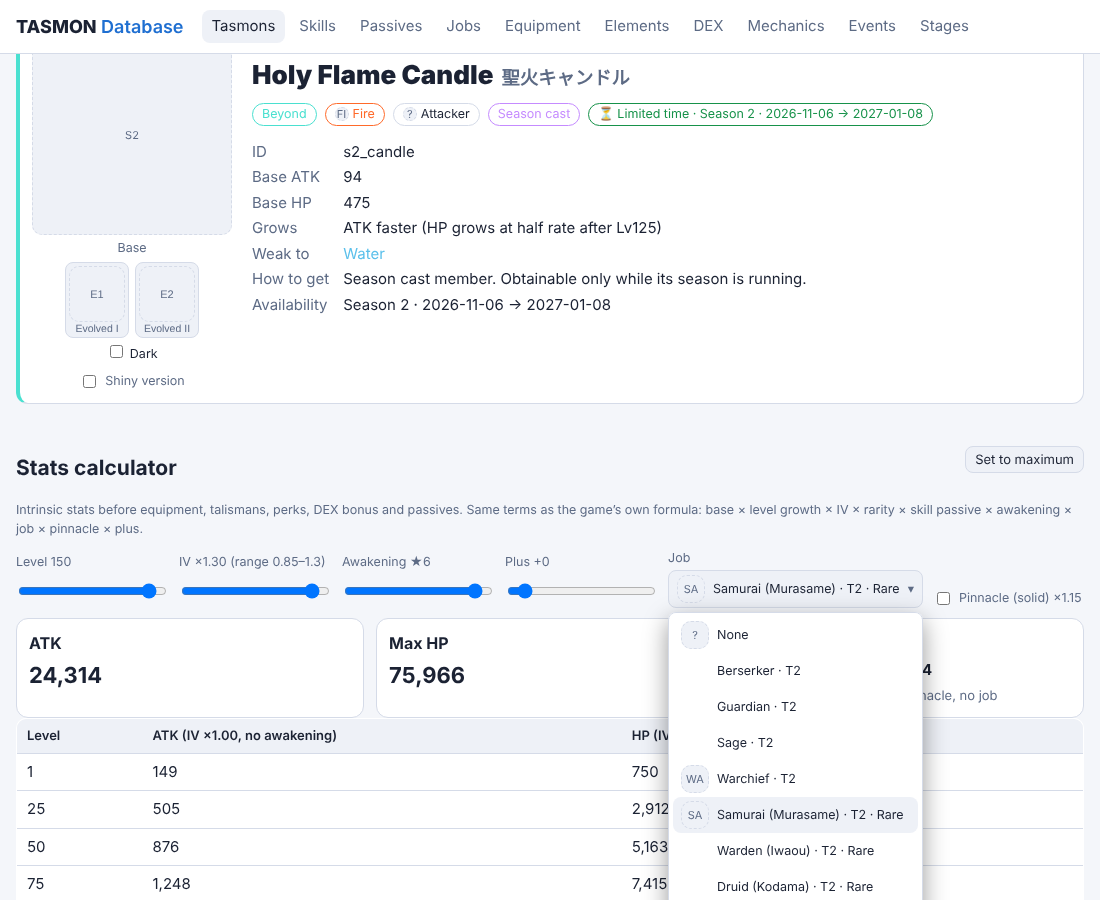 TASMON Database Tasmons Skills Passives Jobs Equipment Elements DEX Mechanics Events Stages
S2
Base
E1
Evolved I
E2
Evolved II
Dark
Shiny version
Holy Flame Candle 聖火キャンドル
Beyond FI Fire ? Attacker Season cast ⏳ Limited time · Season 2 · 2026-11-06 → 2027-01-08
ID s2_candle
Base ATK 94
Base HP 475
Grows ATK faster (HP grows at half rate after Lv125)
Weak to Water
How to get Season cast member. Obtainable only while its season is running.
Availability Season 2 · 2026-11-06 → 2027-01-08
Stats calculator
Set to maximum
Intrinsic stats before equipment, talismans, perks, DEX bonus and passives. Same terms as the game’s own formula: base × level growth × IV × rarity × skill passive × awakening ×
job × pinnacle × plus.
Level 150 IV ×1.30 (range 0.85–1.3) Awakening ★6 Plus +0 Job
SA Samurai (Murasame) · T2 · Rare ▾
Pinnacle (solid) ×1.15
ATK
24,314
Max HP
75,966
4
nacle, no job
? None
Berserker · T2
Guardian · T2
Sage · T2
WA Warchief · T2
SA Samurai (Murasame) · T2 · Rare
Warden (Iwaou) · T2 · Rare
Druid (Kodama) · T2 · Rare
Level ATK (IV ×1.00, no awakening) HP (IV
1 149 750
25 505 2,912
50 876 5,163
75 1,248 7,415